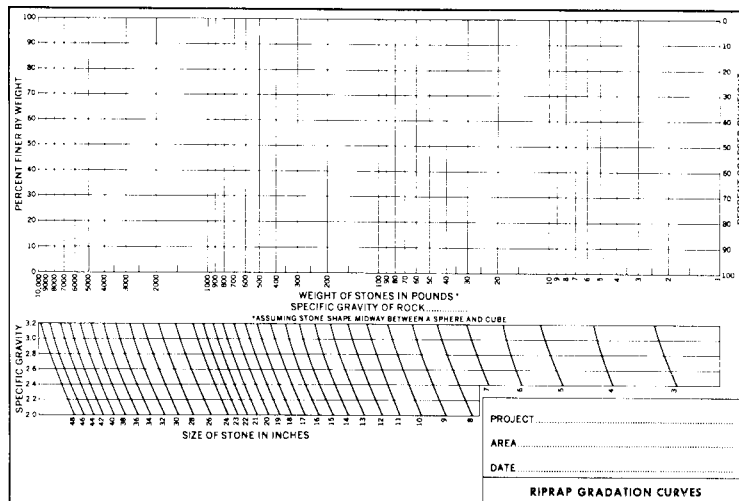 PERCENT FINER BY WEIGHT
100
90
80
70
60
50
40
30
20
10
0
0
10
20
30
40
50
60
70
80
90
100
10,000 9000 8000 7000 6000 5000 4000 3000 2000 1000 900 800 700 600 500 400 300 200 100 90 80 70 60 50 40 30 20 10 9 8 7 6 5 4 3 2 1
WEIGHT OF STONES IN POUNDS*
SPECIFIC GRAVITY OF ROCK
*ASSUMING STONE SHAPE MIDWAY BETWEEN A SPHERE AND CUBE
SPECIFIC GRAVITY
3.2
3.0
2.8
2.6
2.4
2.2
2.0
48 46 44 42 40 38 36 34 32 30 28 26 24 23 22 21 20 19 18 17 16 15 14 13 12 11 10 9 8 7 6 5 4 3
SIZE OF STONE IN INCHES
PROJECT
AREA
DATE
RIPRAP GRADATION CURVES